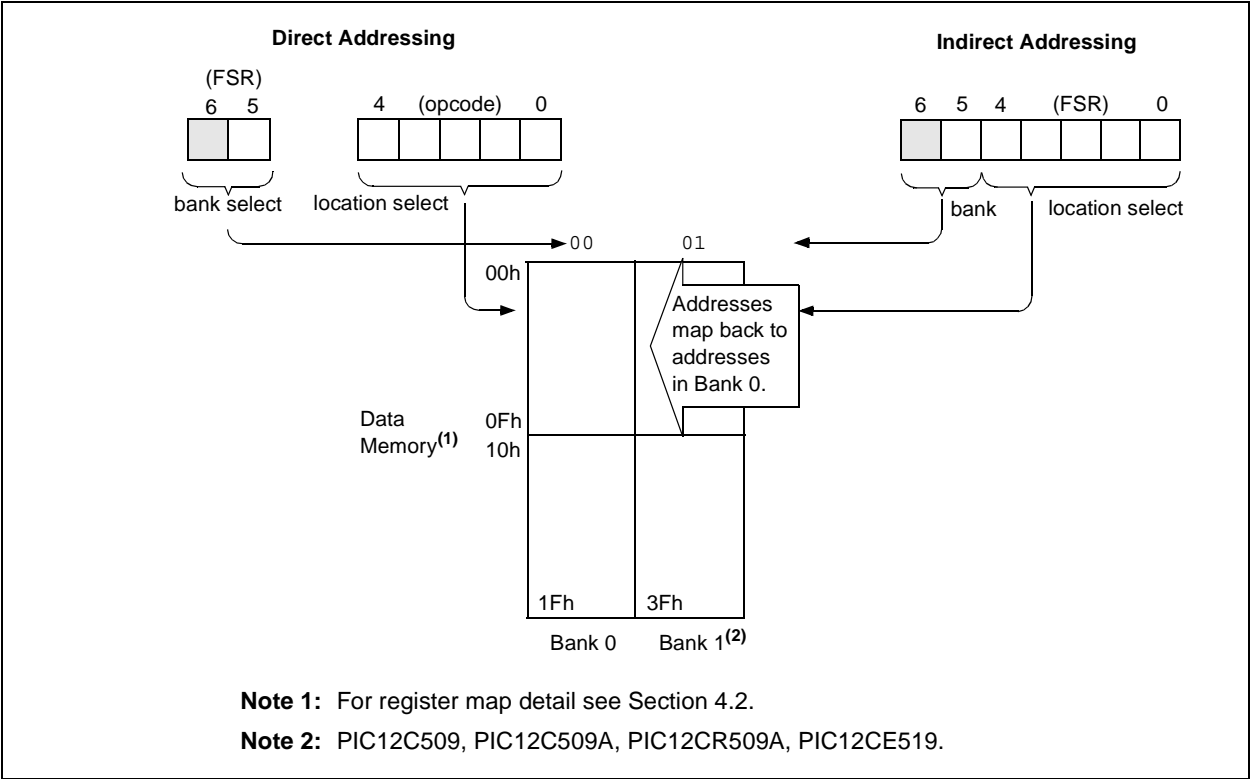 Direct Addressing
Indirect Addressing
(FSR)
6 5
4 (opcode) 0
6 5 4 (FSR) 0
bank select
location select
bank
location select
00
01
00h
Addresses
map back to
addresses
in Bank 0.
Data
Memory(1)
0Fh
10h
1Fh
3Fh
Bank 0
Bank 1(2)
Note 1: For register map detail see Section 4.2.
Note 2: PIC12C509, PIC12C509A, PIC12CR509A, PIC12CE519.